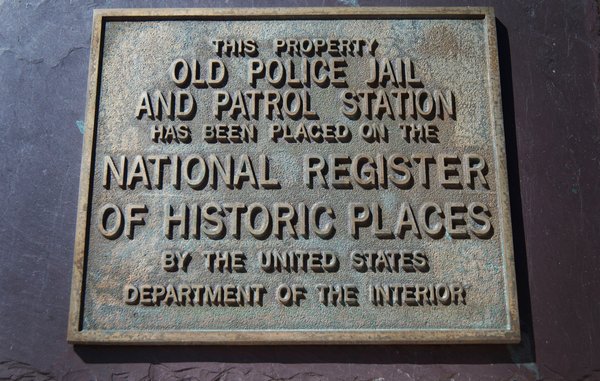 THIS PROPERTY
OLD POLICE JAIL
AND PATROL STATION
HAS BEEN PLACED ON THE
NATIONAL REGISTER
OF HISTORIC PLACES
BY THE UNITED STATES
DEPARTMENT OF THE INTERIOR